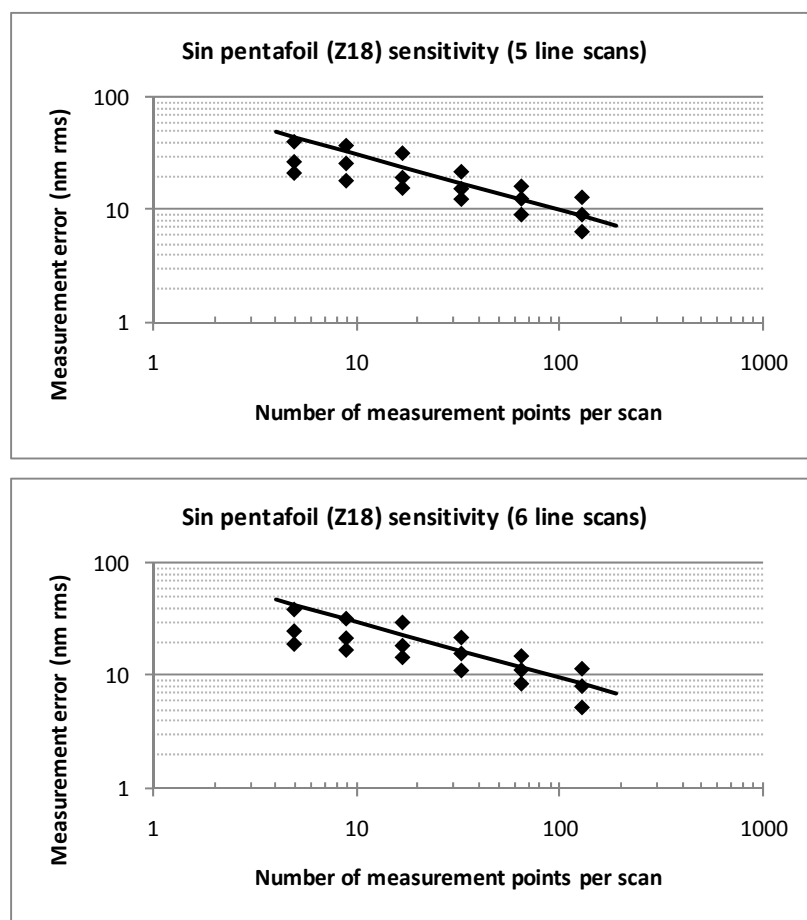 Sin pentafoil (Z18) sensitivity (5 line scans)
Measurement error (nm rms)
100
10
1
1 10 100 1000
Number of measurement points per scan
Sin pentafoil (Z18) sensitivity (6 line scans)
Measurement error (nm rms)
100
10
1
1 10 100 1000
Number of measurement points per scan